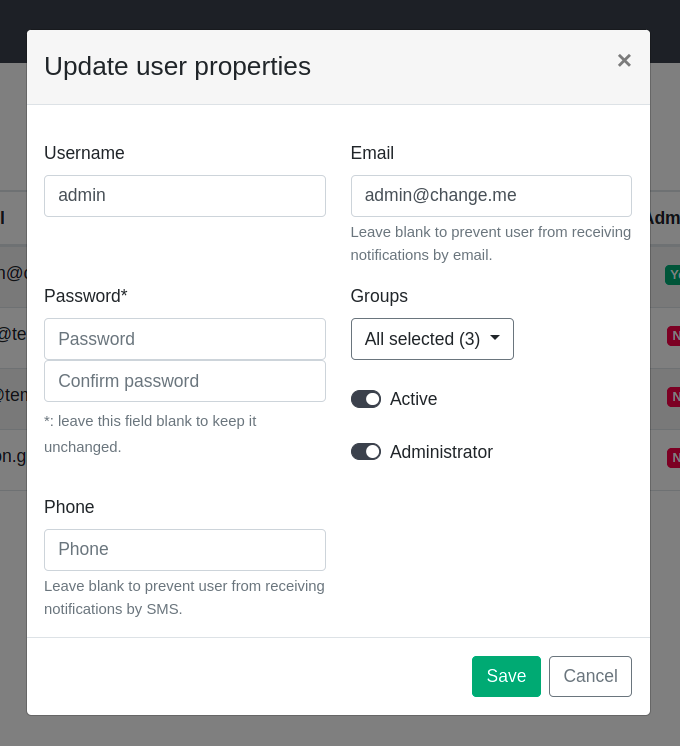 Update user properties
×
Username
Email
admin
admin@change.me
Leave blank to prevent user from receiving
notifications by email.
Password*
Groups
Password
All selected (3)
Confirm password
*: leave this field blank to keep it
unchanged.
Active
Administrator
Phone
Phone
Leave blank to prevent user from receiving
notifications by SMS.
Save
Cancel